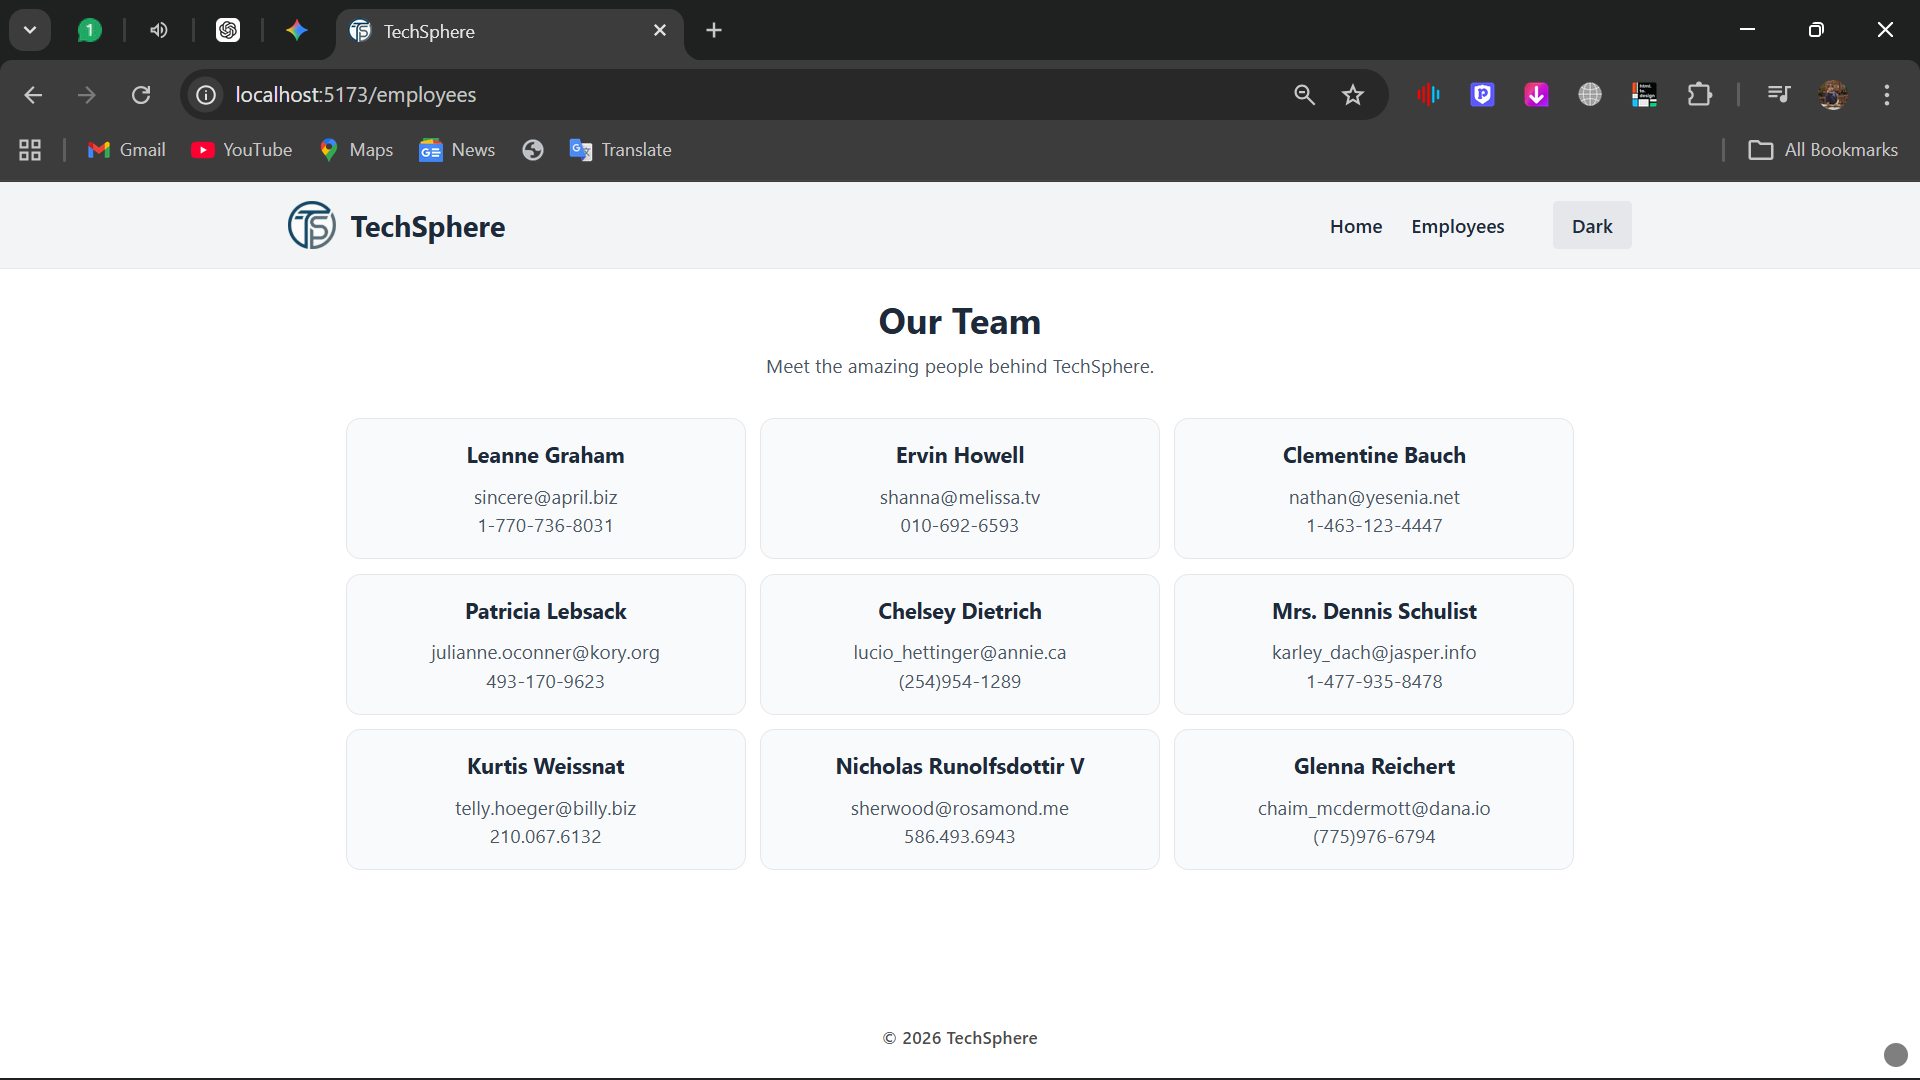 1
TechSphere
localhost:5173/employees
Gmail
YouTube
Maps
News
Translate
All Bookmarks
TechSphere
Home
Employees
Dark
Our Team
Meet the amazing people behind TechSphere.
Leanne Graham
sincere@april.biz
1-770-736-8031
Ervin Howell
shanna@melissa.tv
010-692-6593
Clementine Bauch
nathan@yesenia.net
1-463-123-4447
Patricia Lebsack
julianne.oconner@kory.org
493-170-9623
Chelsey Dietrich
lucio_hettinger@annie.ca
(254)954-1289
Mrs. Dennis Schulist
karley_dach@jasper.info
1-477-935-8478
Kurtis Weissnat
telly.hoeger@billy.biz
210.067.6132
Nicholas Runolfsdottir V
sherwood@rosamond.me
586.493.6943
Glenna Reichert
chaim_mcdermott@dana.io
(775)976-6794
© 2026 TechSphere